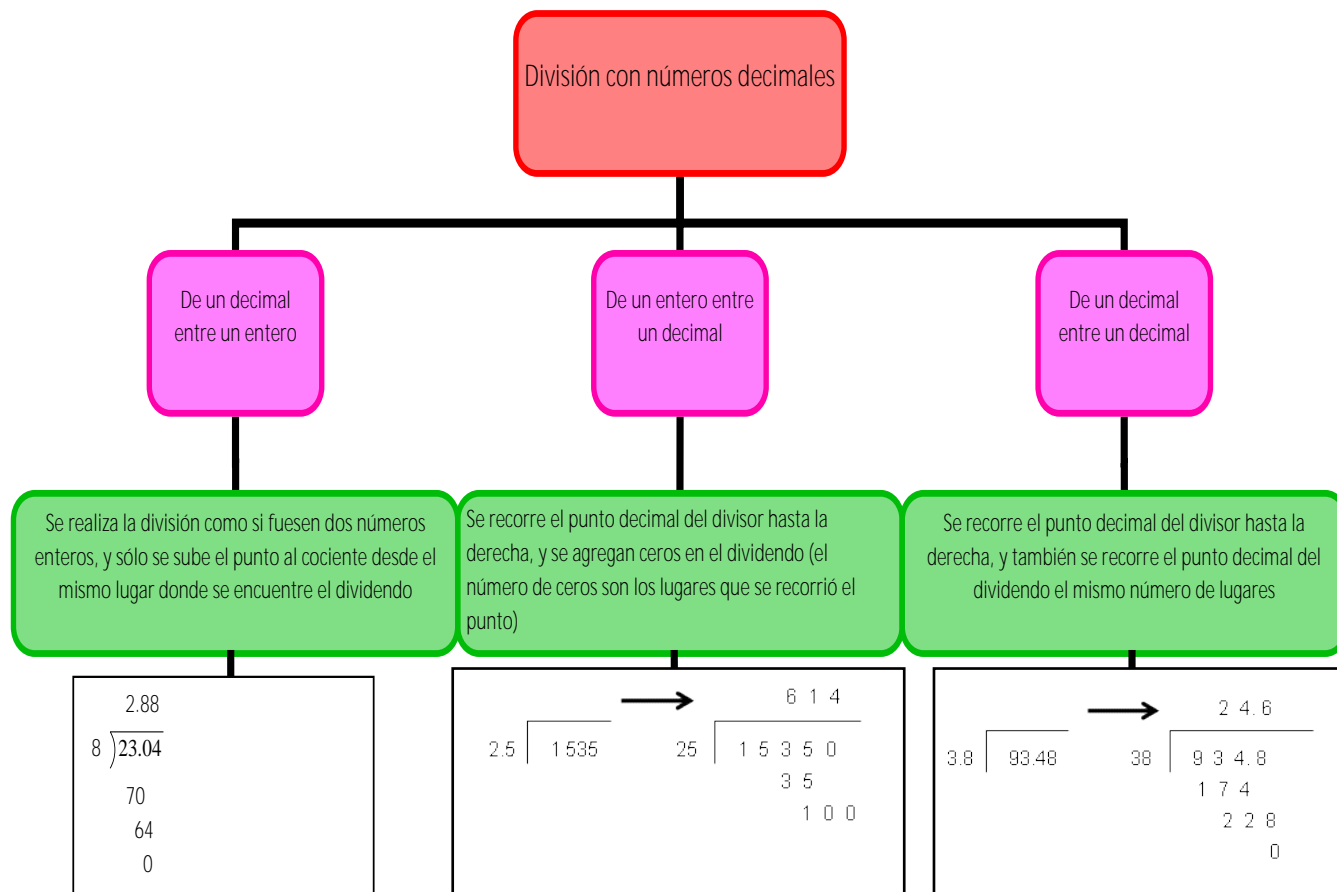 División con números decimales
De un decimal
entre un entero
De un entero entre
un decimal
De un decimal
entre un decimal
Se realiza la división como si fuesen dos números
enteros, y sólo se sube el punto al cociente desde el
mismo lugar donde se encuentre el dividendo
Se recorre el punto decimal del divisor hasta la
derecha, y se agregan ceros en el dividendo (el
número de ceros son los lugares que se recorrió el
punto)
Se recorre el punto decimal del divisor hasta la
derecha, y también se recorre el punto decimal del
dividendo el mismo número de lugares
2.88
8 23.04
70
64
0
6 1 4
2.5 1535 25 1 5 3 5 0
3 5
1 0 0
2 4.6
3.8 93.48 38 9 3 4.8
1 7 4
2 2 8
0